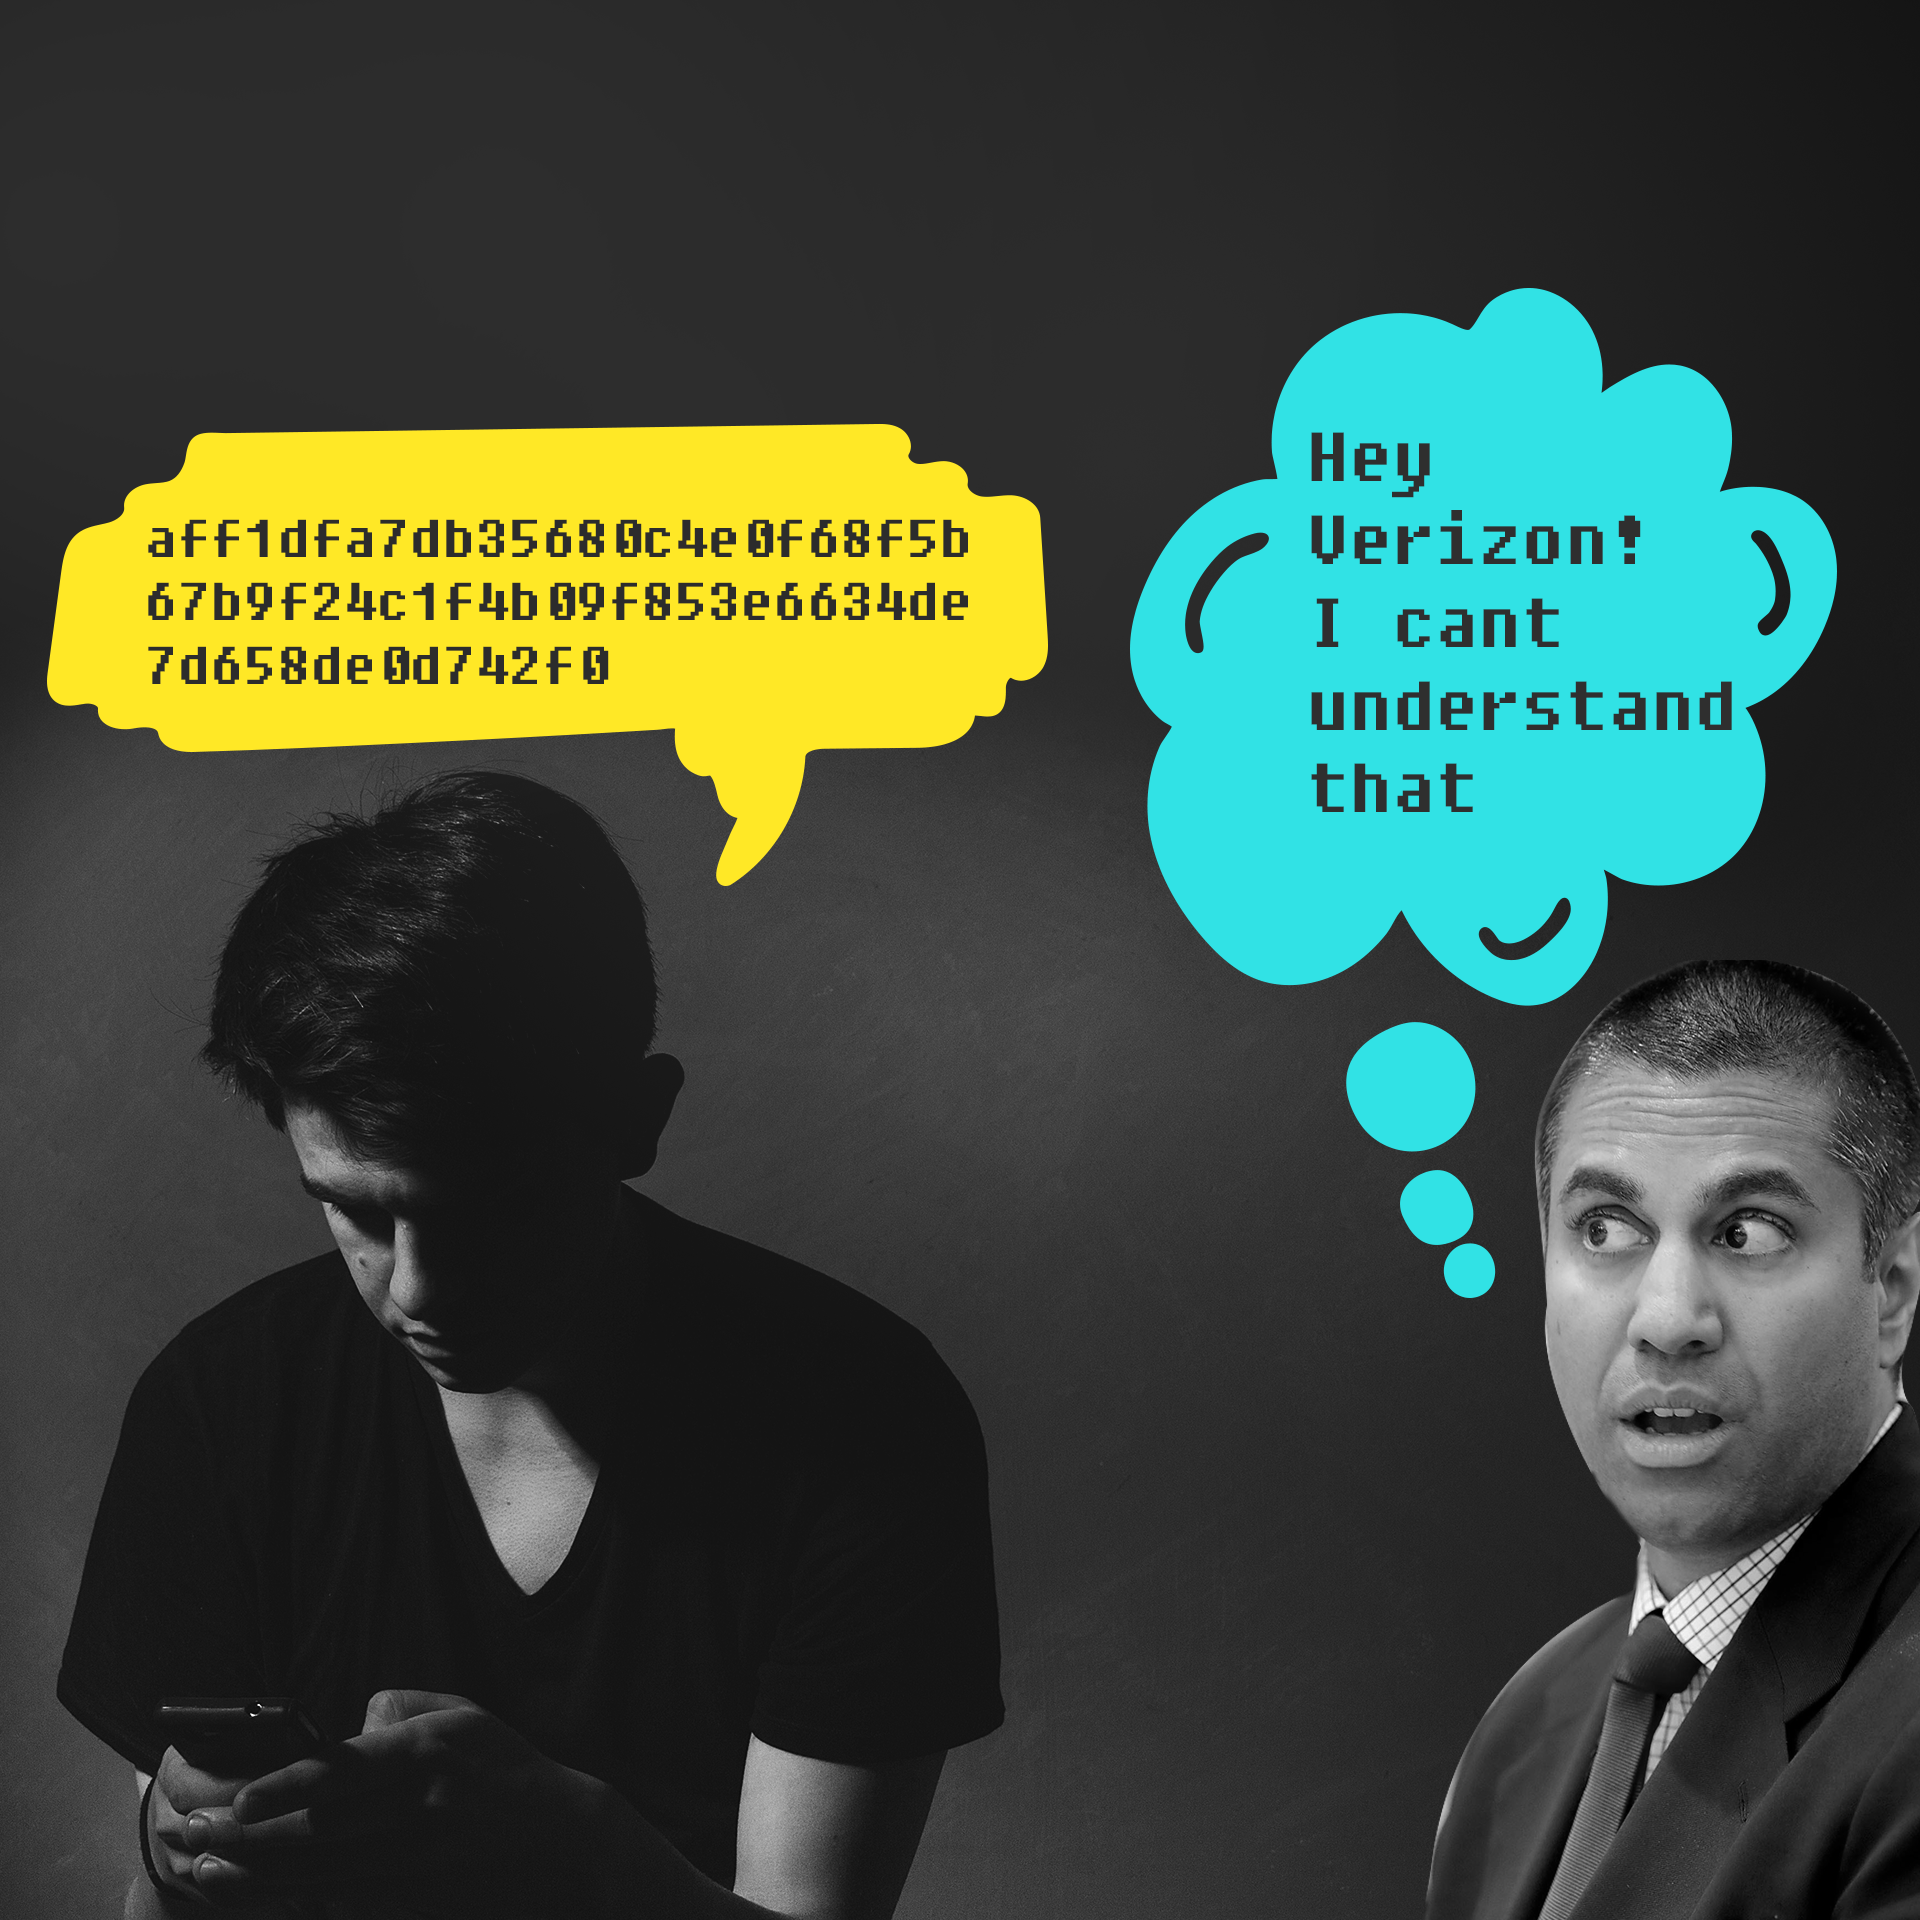 aff1dfa7db35680c4e0f68f5b
67b9f24c1f4b09f853e6634de
7d658de0d742f0
Hey
Verizon!
I cant
understand
that